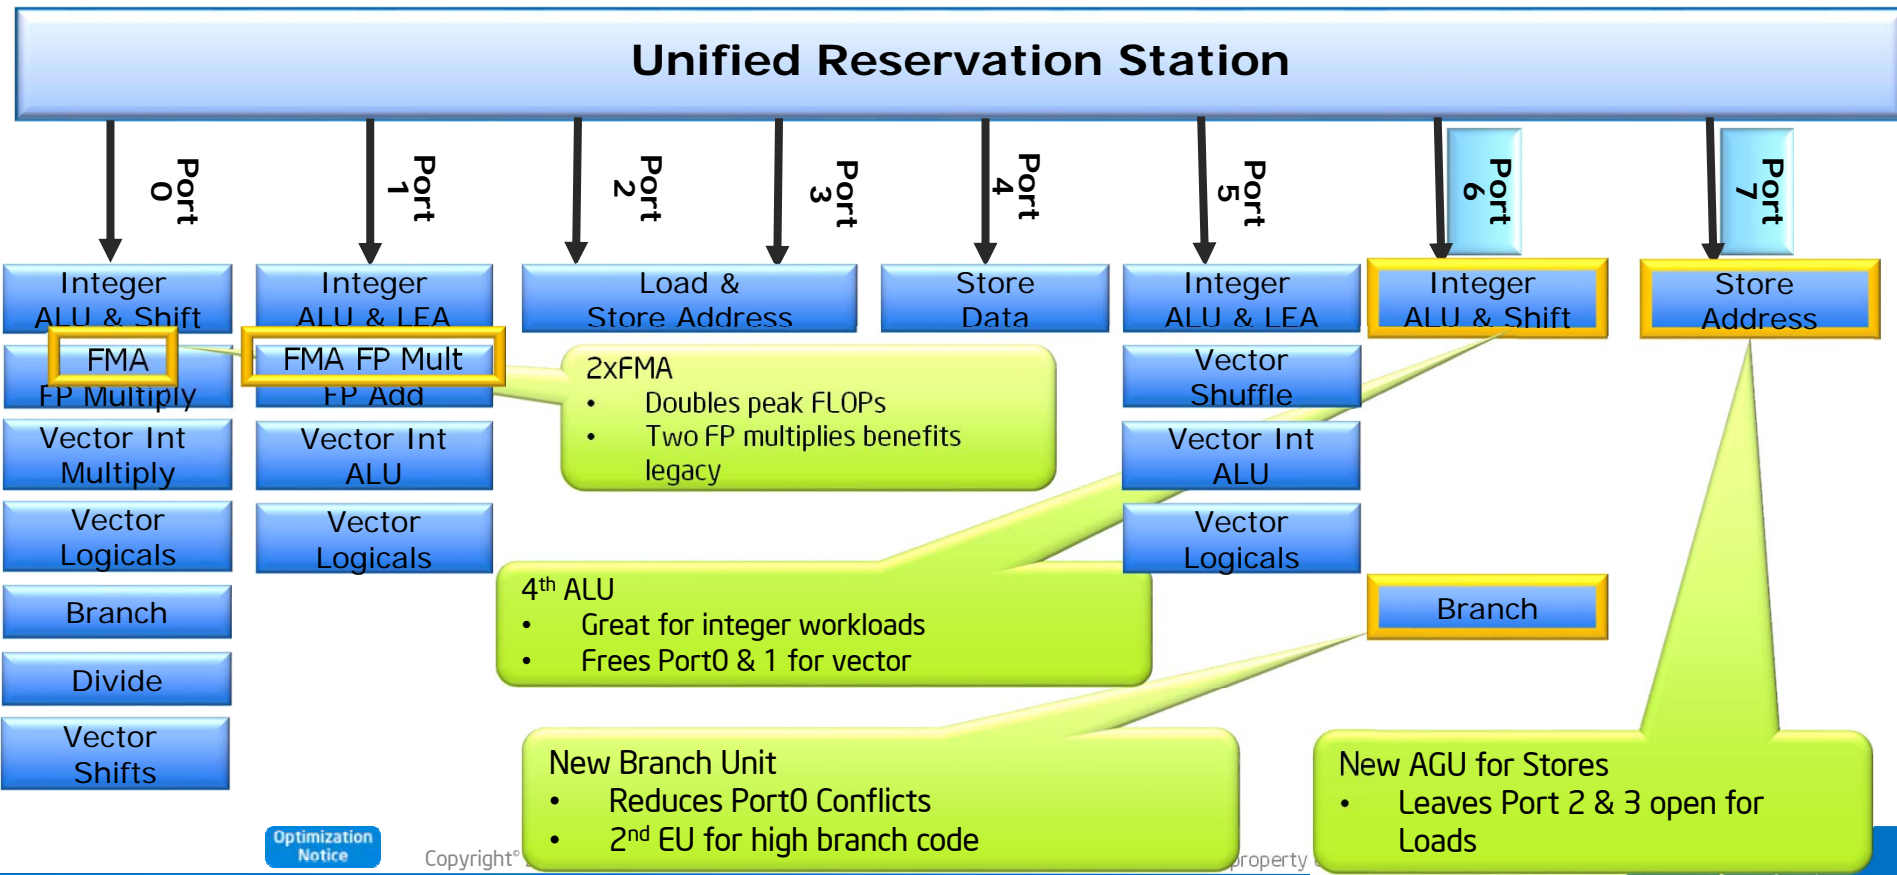 Unified Reservation Station
Port
0
Port
1
Port
2
Port
3
Port
4
Port
5
Port
6
Port
7
Integer
ALU & Shift
FMA
FP Multiply
Vector Int
Multiply
Vector
Logicals
Branch
Divide
Vector
Shifts
Integer
ALU & LEA
FMA FP Mult
FP Add
Vector Int
ALU
Vector
Logicals
Load &
Store Address
Store
Data
Integer
ALU & LEA
Vector
Shuffle
Vector Int
ALU
Vector
Logicals
Integer
ALU & Shift
Branch
Store
Address
2xFMA
• Doubles peak FLOPs
• Two FP multiplies benefits
legacy
4th ALU
• Great for integer workloads
• Frees Port0 & 1 for vector
New Branch Unit
• Reduces Port0 Conflicts
• 2nd EU for high branch code
New AGU for Stores
• Leaves Port 2 & 3 open for
Loads
Optimization
Notice
Copyright©
property